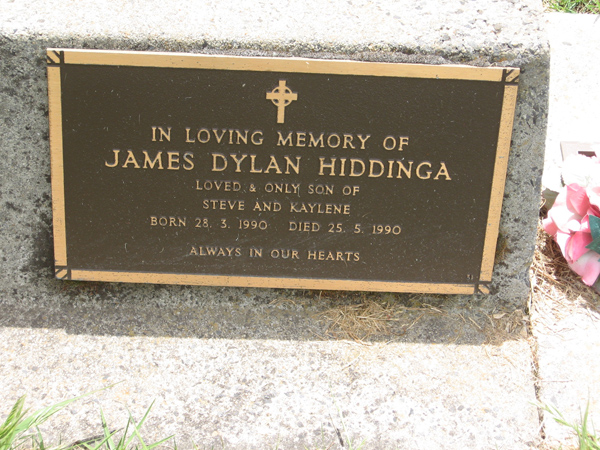 IN LOVING MEMORY OF
JAMES DYLAN HIDDINGA
LOVED & ONLY SON OF
STEVE AND KAYLENE
BORN 28. 3. 1990 DIED 25. 5. 1990
ALWAYS IN OUR HEARTS